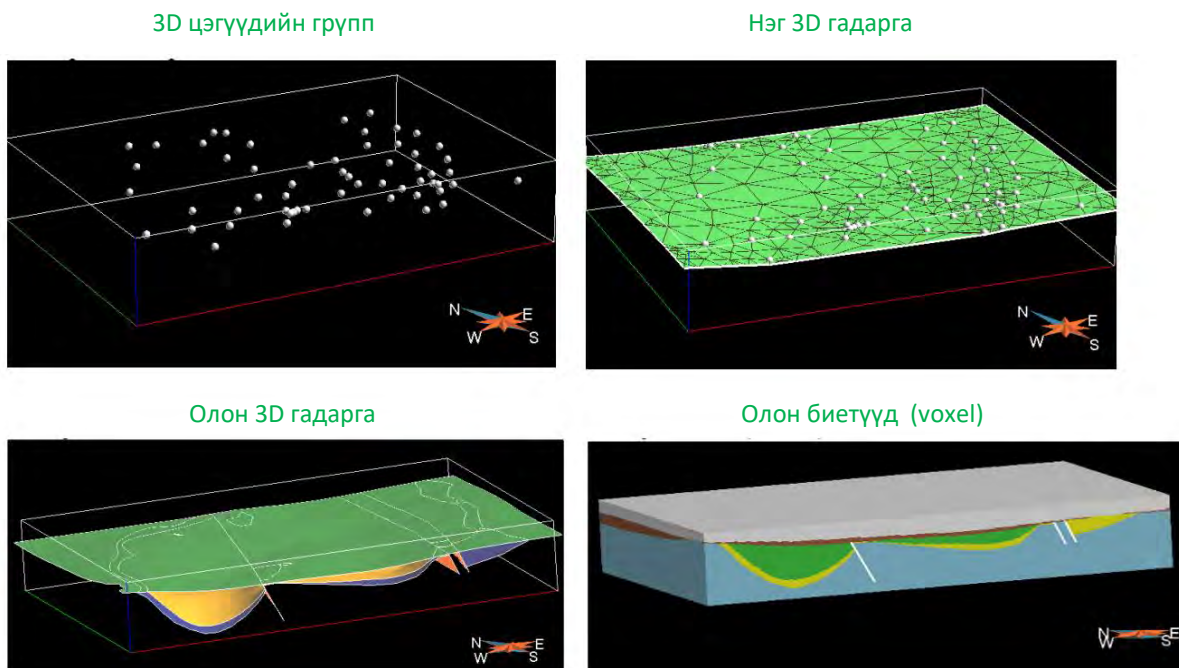 3D цэгүүдийн групп
Нэг 3D гадарга
N
E
W
S
N
E
W
S
Олон 3D гадарга
Олон биетүүд (voxel)
N
E
W
S
N
E
W
S